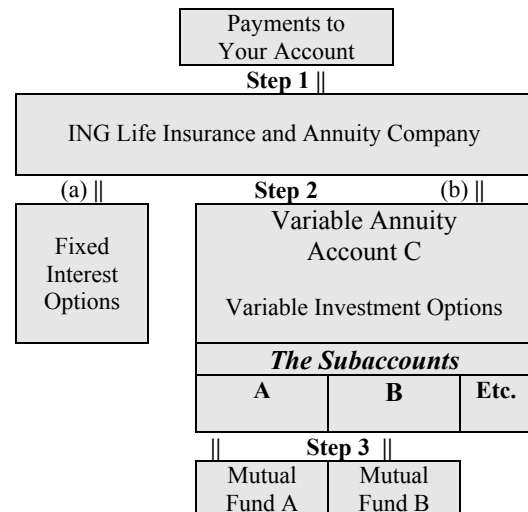 Payments to
Your Account
Step 1 ||
ING Life Insurance and Annuity Company
(a) || Step 2 (b) ||
Fixed
Interest
Options
Variable Annuity
Account C
Variable Investment Options
The Subaccounts
A B Etc.
|| Step 3 ||
Mutual
Fund A
Mutual
Fund B